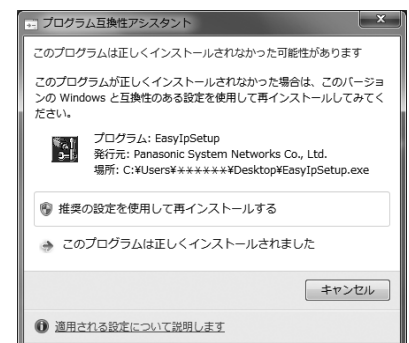 プログラム互換性アシスタント
このプログラムは正しくインストールされなかった可能性があります
このプログラムが正しくインストールされなかった場合は、このバージョ
ンの Windows と互換性のある設定を使用して再インストールしてみてく
ださい。
プログラム: EasyIpSetup
発行元: Panasonic System Networks Co., Ltd.
場所: C:¥Users¥******¥Desktop¥EasyIpSetup.exe
推奨の設定を使用して再インストールする
このプログラムは正しくインストールされました
キャンセル
適用される設定について説明します